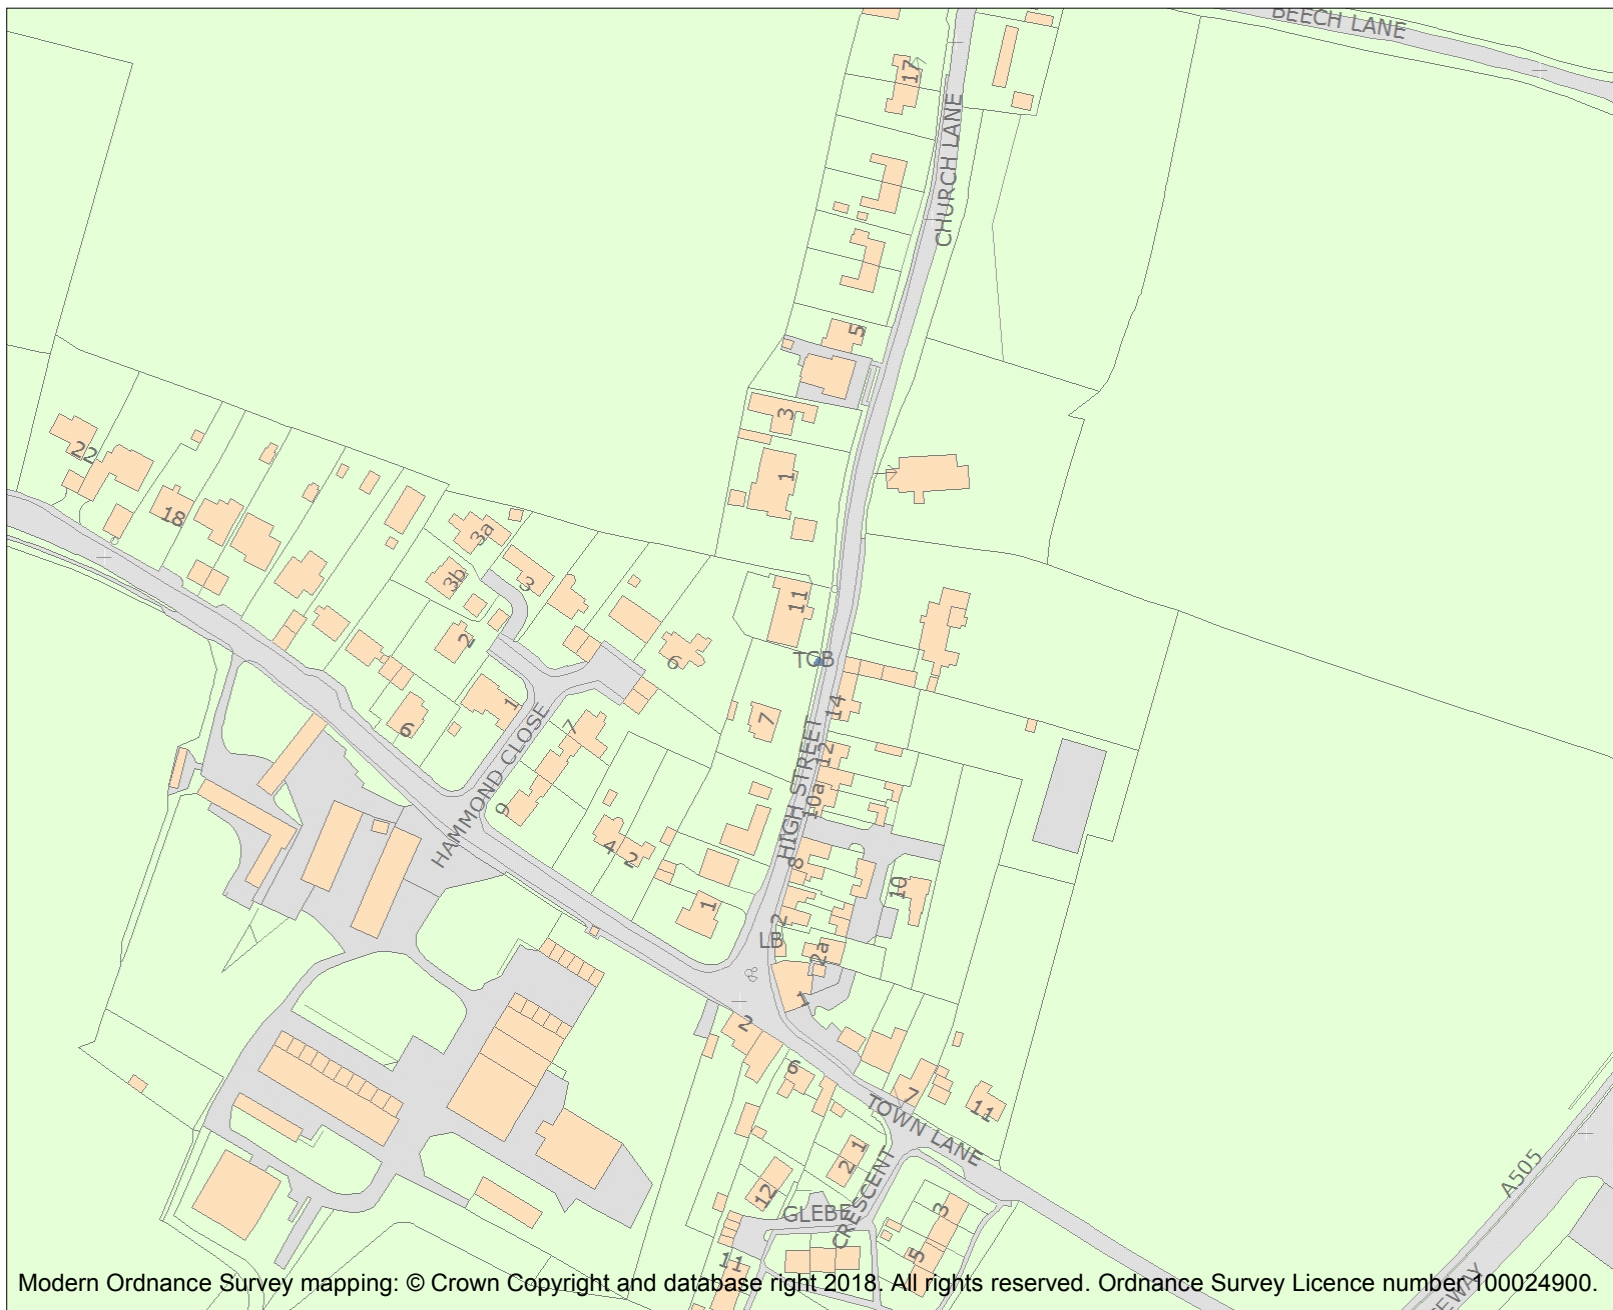 BEECH LANE
17
CHURCH LANE
5
3
1
22
18
3a
3b
3
2
11
6
TCB
1
7
7
14
6
12
HAMMOND CLOSE
HIGH STREET
10a
9
4
2
8
10
1
2
LB
2a
1
2
6
7
11
TOWN LANE
1
2
12
CRESCENT
GLEBE
3
5
11
A505
EWAY
Modern Ordnance Survey mapping: © Crown Copyright and database right 2018. All rights reserved. Ordnance Survey Licence number 100024900.